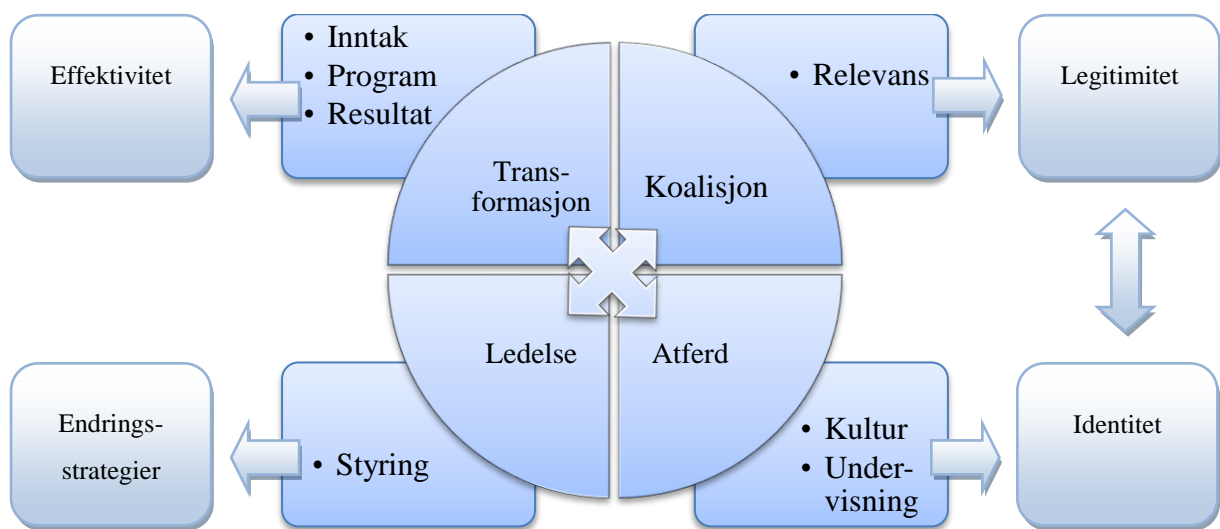 Effektivitet
• Inntak
• Program
• Resultat
Trans-
formasjon
Koalisjon
• Relevans
Legitimitet
Endrings-
strategier
• Styring
Ledelse
Atferd
• Kultur
• Under-
visning
Identitet